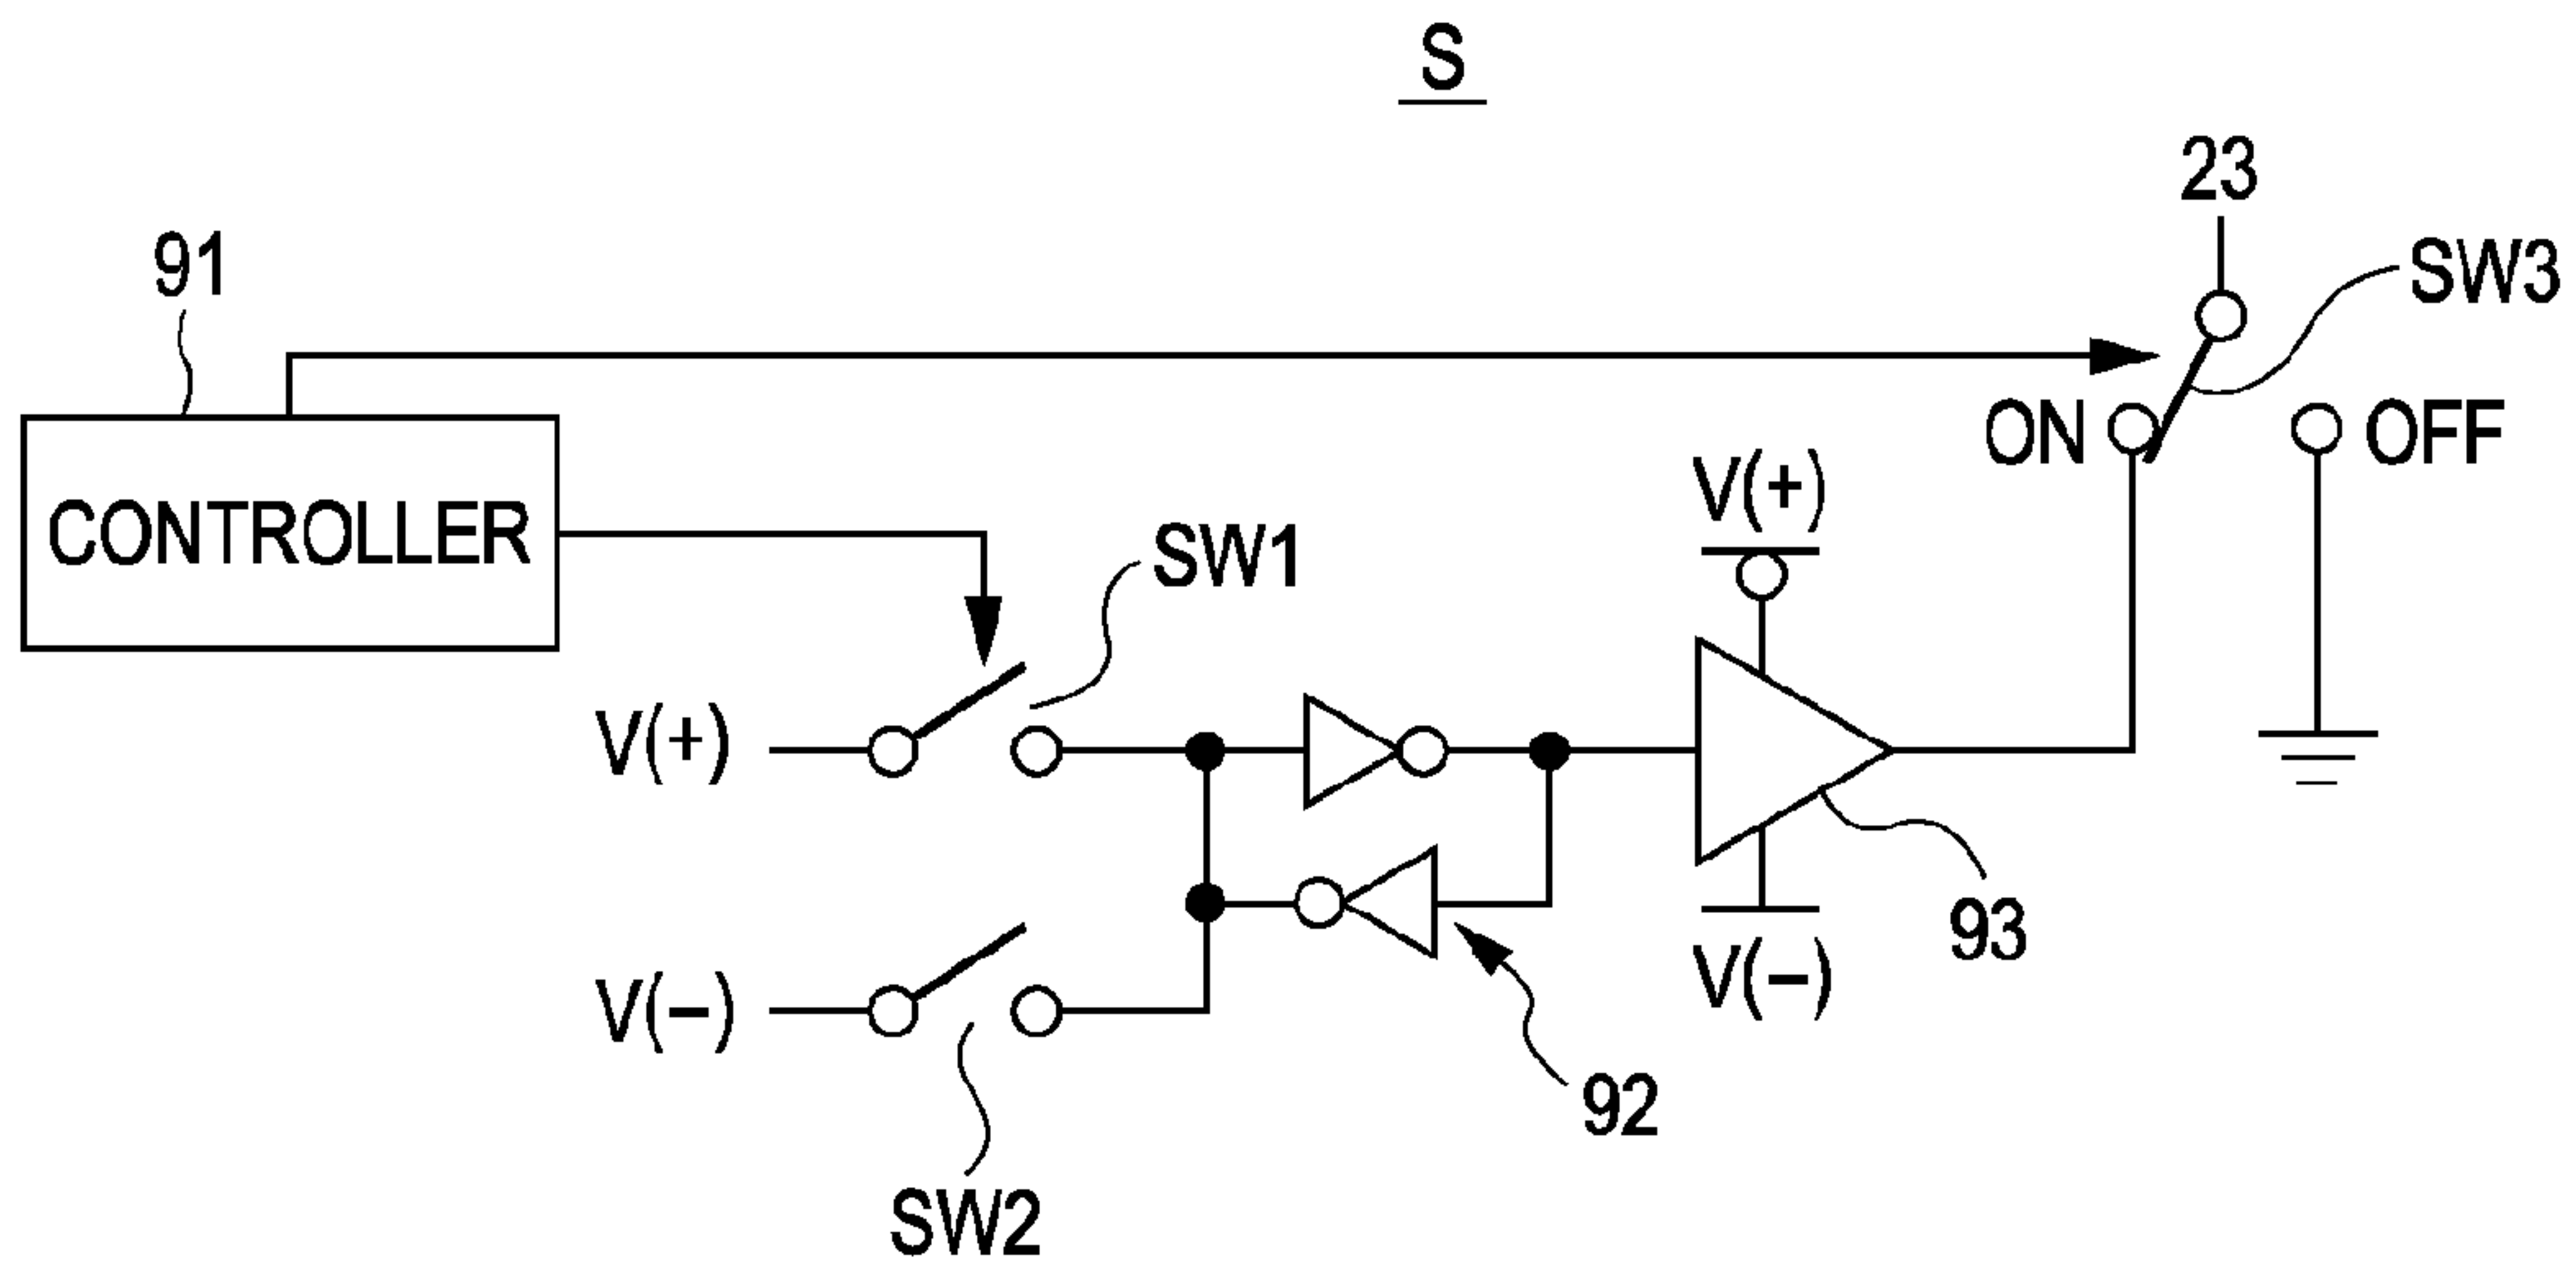 S
23
SW3
91
ON
OFF
CONTROLLER
V(+)
SW1
V(+)
V(−)
93
V(−)
92
SW2